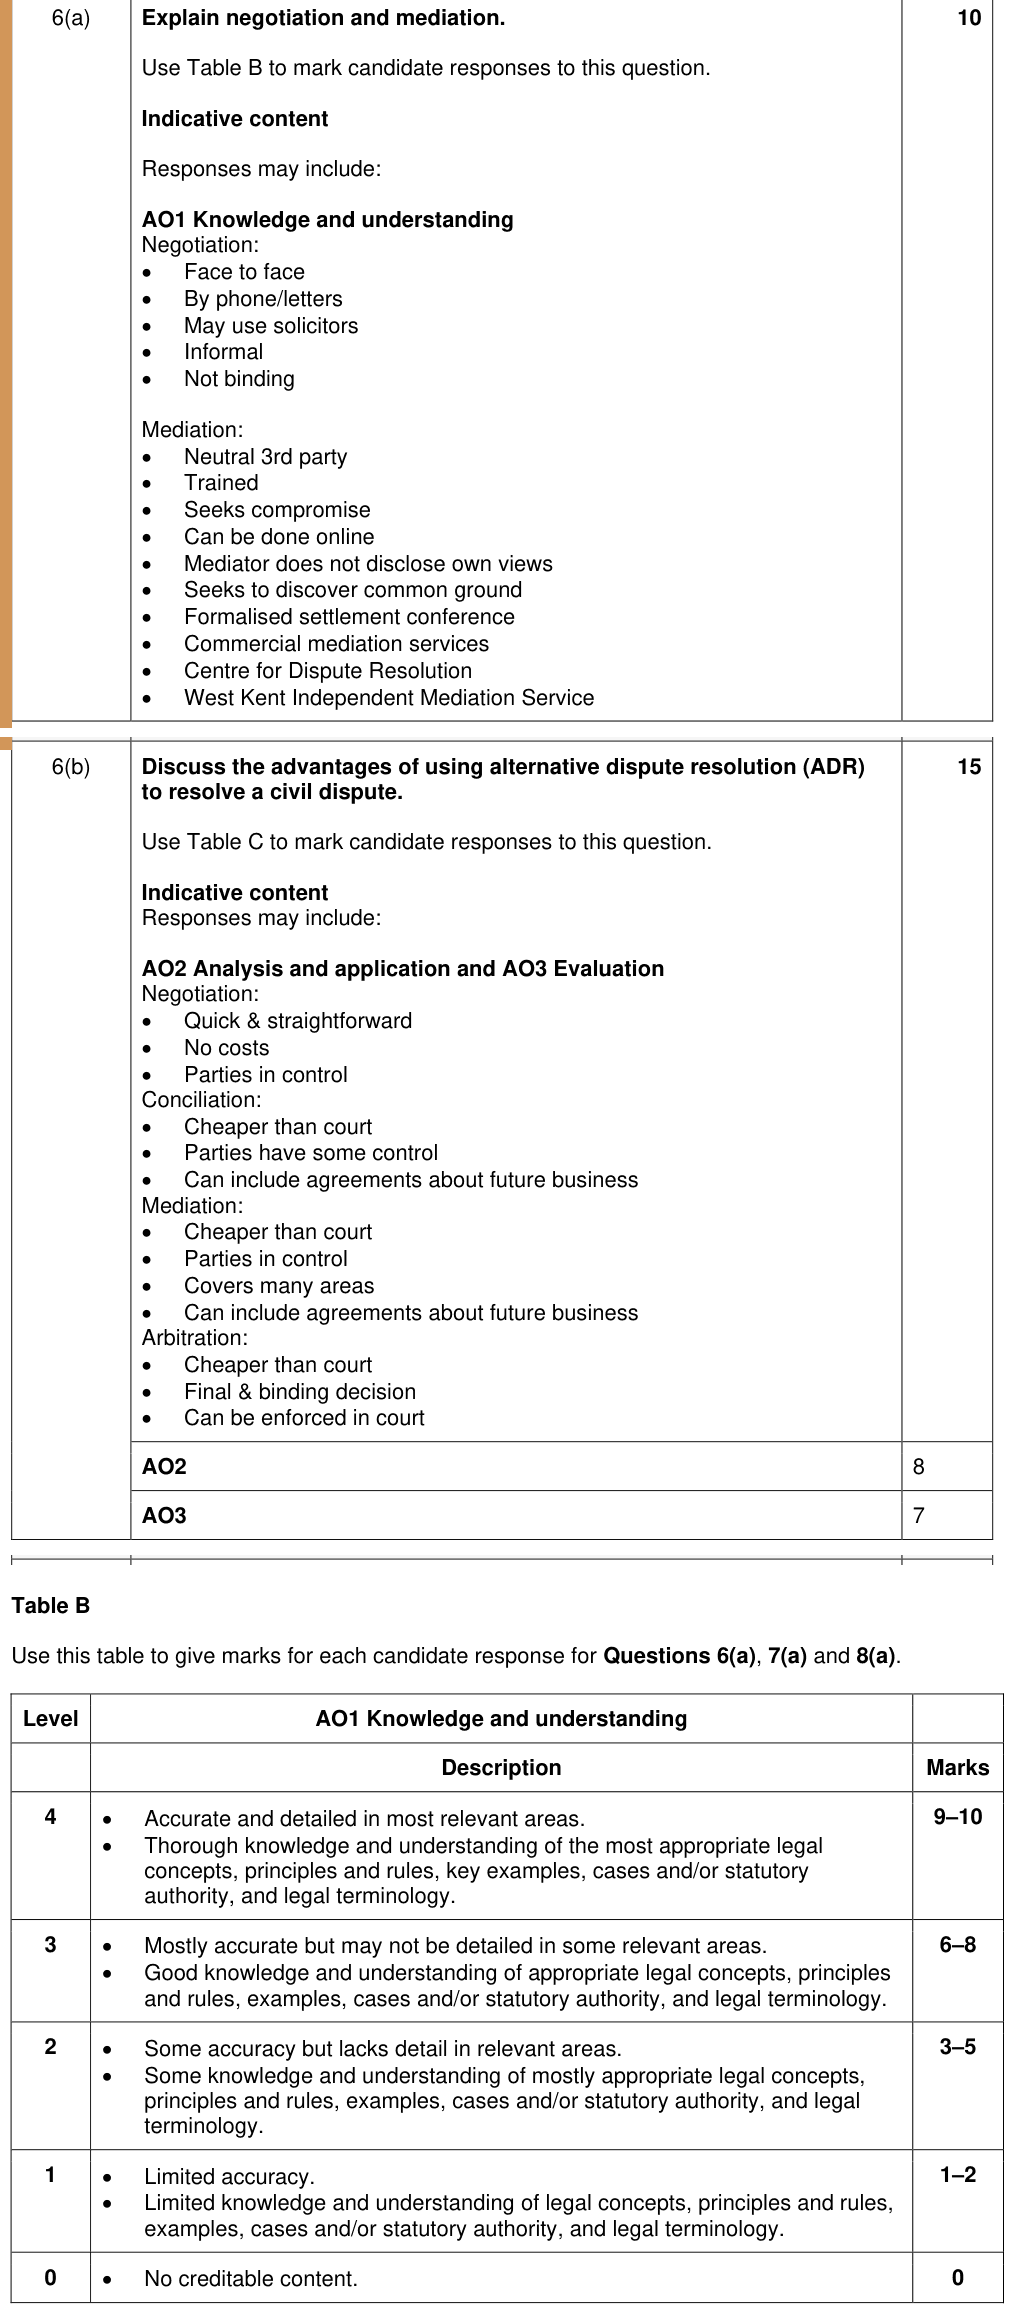 6(a) Explain negotiation and mediation. 10
Use Table B to mark candidate responses to this question.
Indicative content
Responses may include:
AO1 Knowledge and understanding
Negotiation:
• Face to face
• By phone/letters
• May use solicitors
• Informal
• Not binding
Mediation:
• Neutral 3rd party
• Trained
• Seeks compromise
• Can be done online
• Mediator does not disclose own views
• Seeks to discover common ground
• Formalised settlement conference
• Commercial mediation services
• Centre for Dispute Resolution
• West Kent Independent Mediation Service
6(b) Discuss the advantages of using alternative dispute resolution (ADR) 15
to resolve a civil dispute.
Use Table C to mark candidate responses to this question.
Indicative content
Responses may include:
AO2 Analysis and application and AO3 Evaluation
Negotiation:
• Quick & straightforward
• No costs
• Parties in control
Conciliation:
• Cheaper than court
• Parties have some control
• Can include agreements about future business
Mediation:
• Cheaper than court
• Parties in control
• Covers many areas
• Can include agreements about future business
Arbitration:
• Cheaper than court
• Final & binding decision
• Can be enforced in court
AO2 8
AO3 7
Table B
Use this table to give marks for each candidate response for Questions 6(a), 7(a) and 8(a).
Level AO1 Knowledge and understanding
Description Marks
4 • Accurate and detailed in most relevant areas. 9–10
• Thorough knowledge and understanding of the most appropriate legal
concepts, principles and rules, key examples, cases and/or statutory
authority, and legal terminology.
3 • Mostly accurate but may not be detailed in some relevant areas. 6–8
• Good knowledge and understanding of appropriate legal concepts, principles
and rules, examples, cases and/or statutory authority, and legal terminology.
2 • Some accuracy but lacks detail in relevant areas. 3–5
• Some knowledge and understanding of mostly appropriate legal concepts,
principles and rules, examples, cases and/or statutory authority, and legal
terminology.
1 • Limited accuracy. 1–2
• Limited knowledge and understanding of legal concepts, principles and rules,
examples, cases and/or statutory authority, and legal terminology.
0 • No creditable content. 0